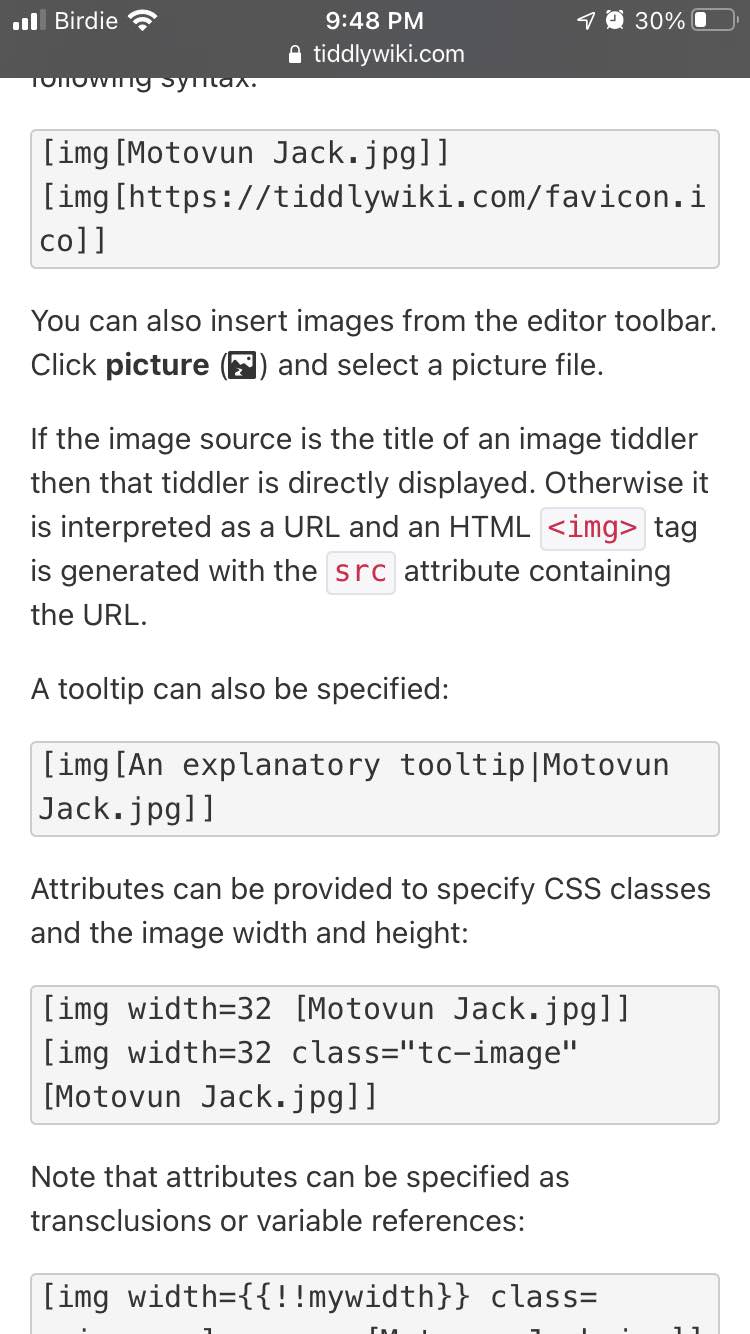 Birdie 9:48 PM 30%
tiddlywiki.com
following syntax:
[img[Motovun Jack.jpg]]
[img[https://tiddlywiki.com/favicon.i
co]]
You can also insert images from the editor toolbar.
Click picture () and select a picture file.
If the image source is the title of an image tiddler
then that tiddler is directly displayed. Otherwise it
is interpreted as a URL and an HTML <img> tag
is generated with the src attribute containing
the URL.
A tooltip can also be specified:
[img[An explanatory tooltip|Motovun
Jack.jpg]]
Attributes can be provided to specify CSS classes
and the image width and height:
[img width=32 [Motovun Jack.jpg]]
[img width=32 class="tc-image"
[Motovun Jack.jpg]]
Note that attributes can be specified as
transclusions or variable references:
[img width={{!!mywidth}} class=